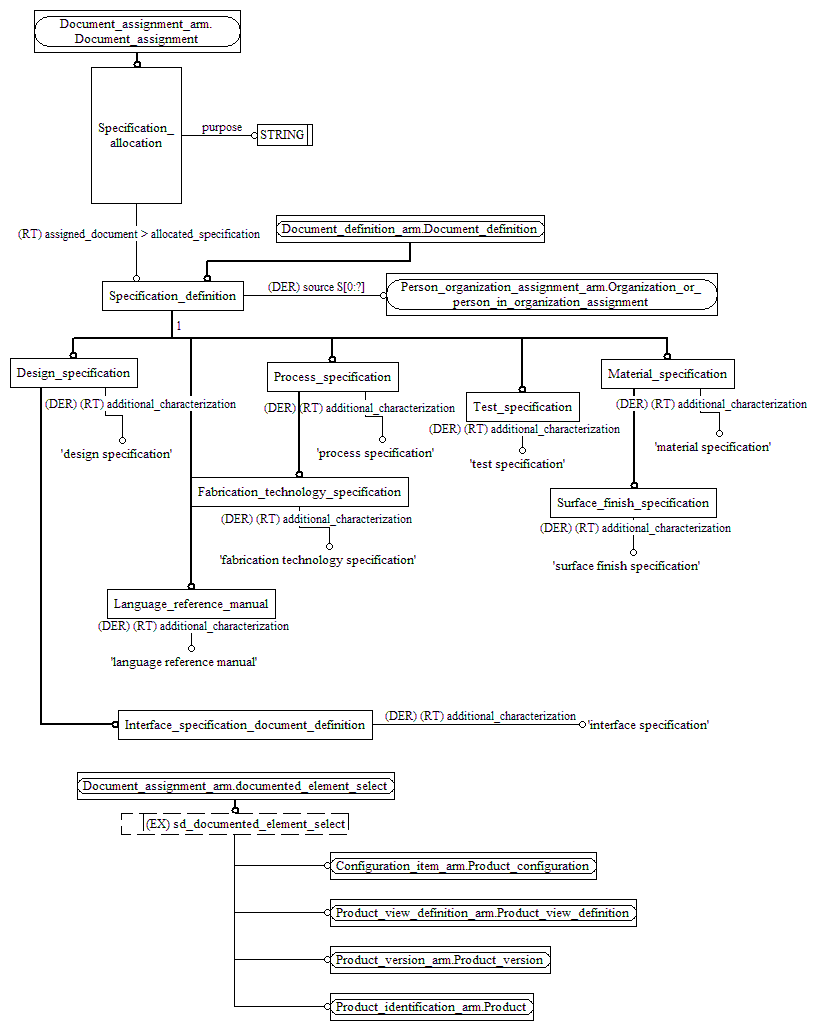 Document_assignment_arm.
Document_assignment
Specification_
allocation
purpose
STRING
(RT) assigned_document > allocated_specification
Document_definition_arm.Document_definition
Specification_definition
(DER) source S[0:?]
Person_organization_assignment_arm.Organization_or_
person_in_organization_assignment
1
Design_specification
(DER) (RT) additional_characterization
'design specification'
Process_specification
(DER) (RT) additional_characterization
'process specification'
Test_specification
(DER) (RT) additional_characterization
'test specification'
Material_specification
(DER) (RT) additional_characterization
'material specification'
Fabrication_technology_specification
(DER) (RT) additional_characterization
'fabrication technology specification'
Surface_finish_specification
(DER) (RT) additional_characterization
'surface finish specification'
Language_reference_manual
(DER) (RT) additional_characterization
'language reference manual'
Interface_specification_document_definition
(DER) (RT) additional_characterization
'interface specification'
Document_assignment_arm.documented_element_select
(EX) sd_documented_element_select
Configuration_item_arm.Product_configuration
Product_view_definition_arm.Product_view_definition
Product_version_arm.Product_version
Product_identification_arm.Product